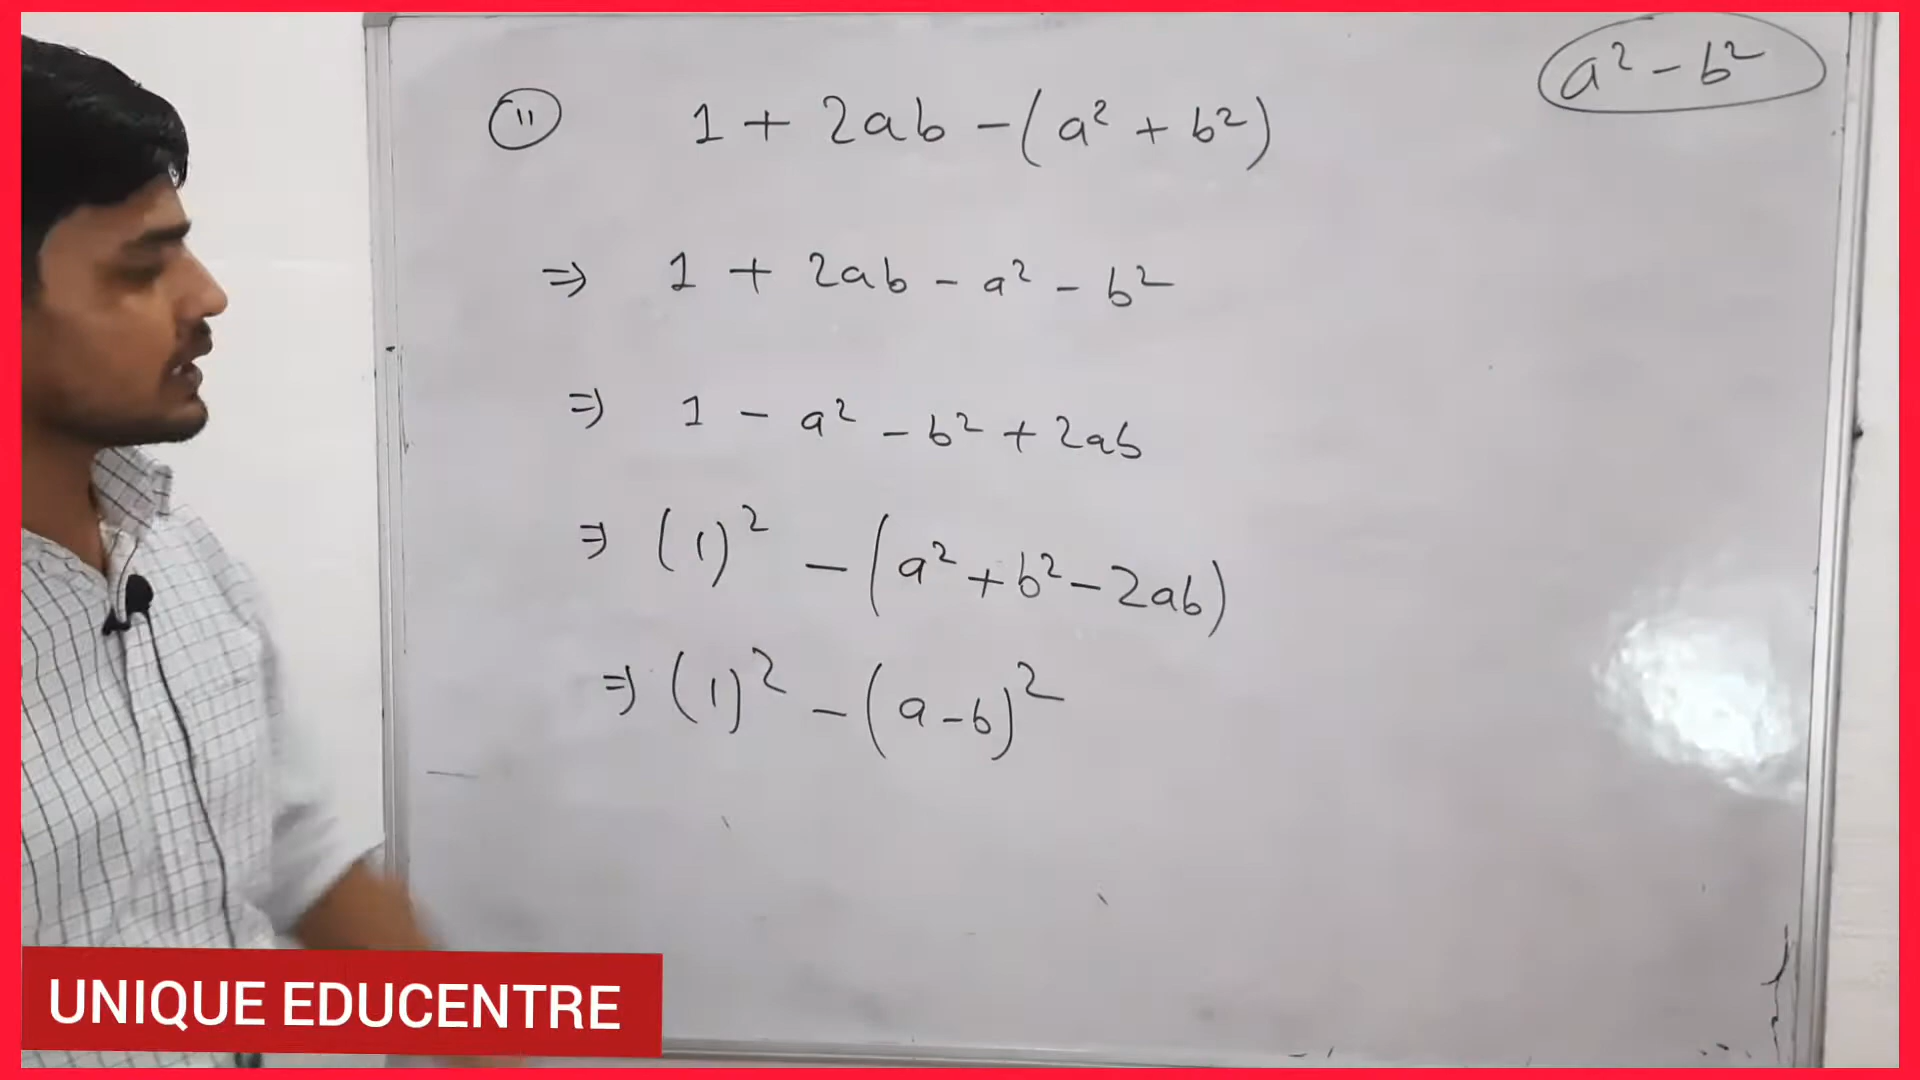 a² - b²
11 1 + 2ab - (a² + b²)
⇒ 1 + 2ab - a² - b²
⇒ 1 - a² - b² + 2ab
⇒ (1)² - (a² + b² - 2ab)
⇒ (1)² - (a - b)²
UNIQUE EDUCENTRE